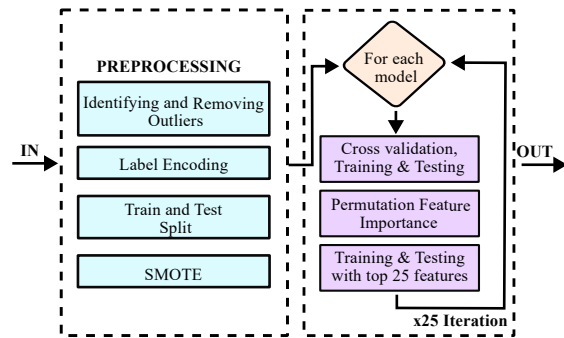 IN
PREPROCESSING
Identifying and Removing
Outliers
Label Encoding
Train and Test
Split
SMOTE
For each
model
Cross validation,
Training & Testing
Permutation Feature
Importance
Training & Testing
with top 25 features
x25 Iteration
OUT